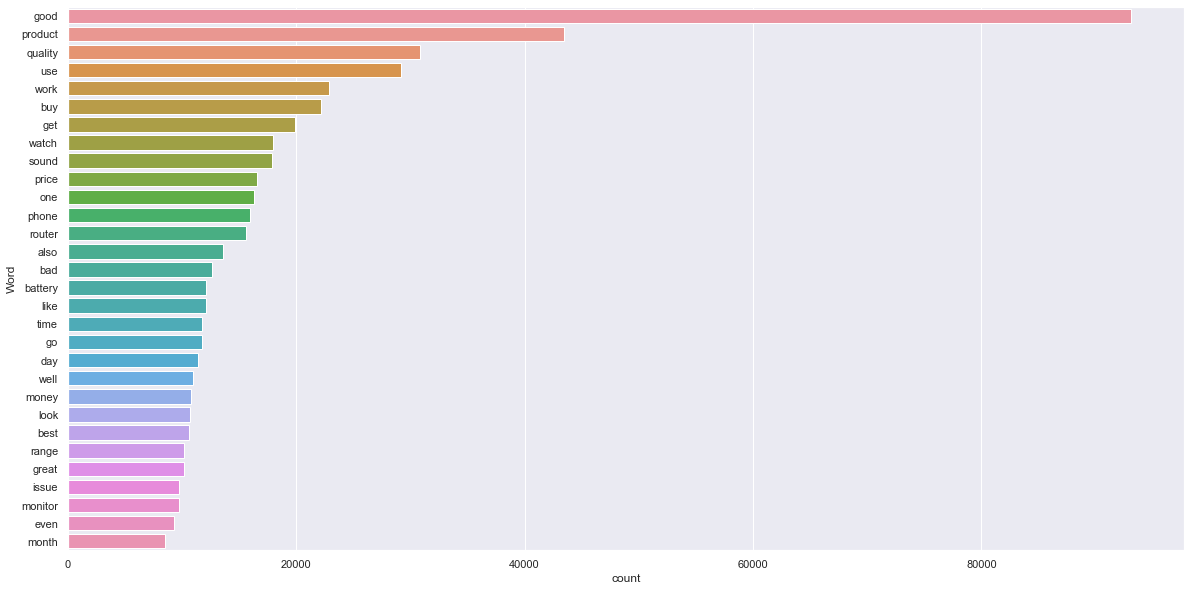 good
product
quality
use
work
buy
get
watch
sound
price
one
phone
router
also
bad
battery
like
time
go
day
well
money
look
best
range
great
issue
monitor
even
month
Word
0 20000 40000 60000 80000
count